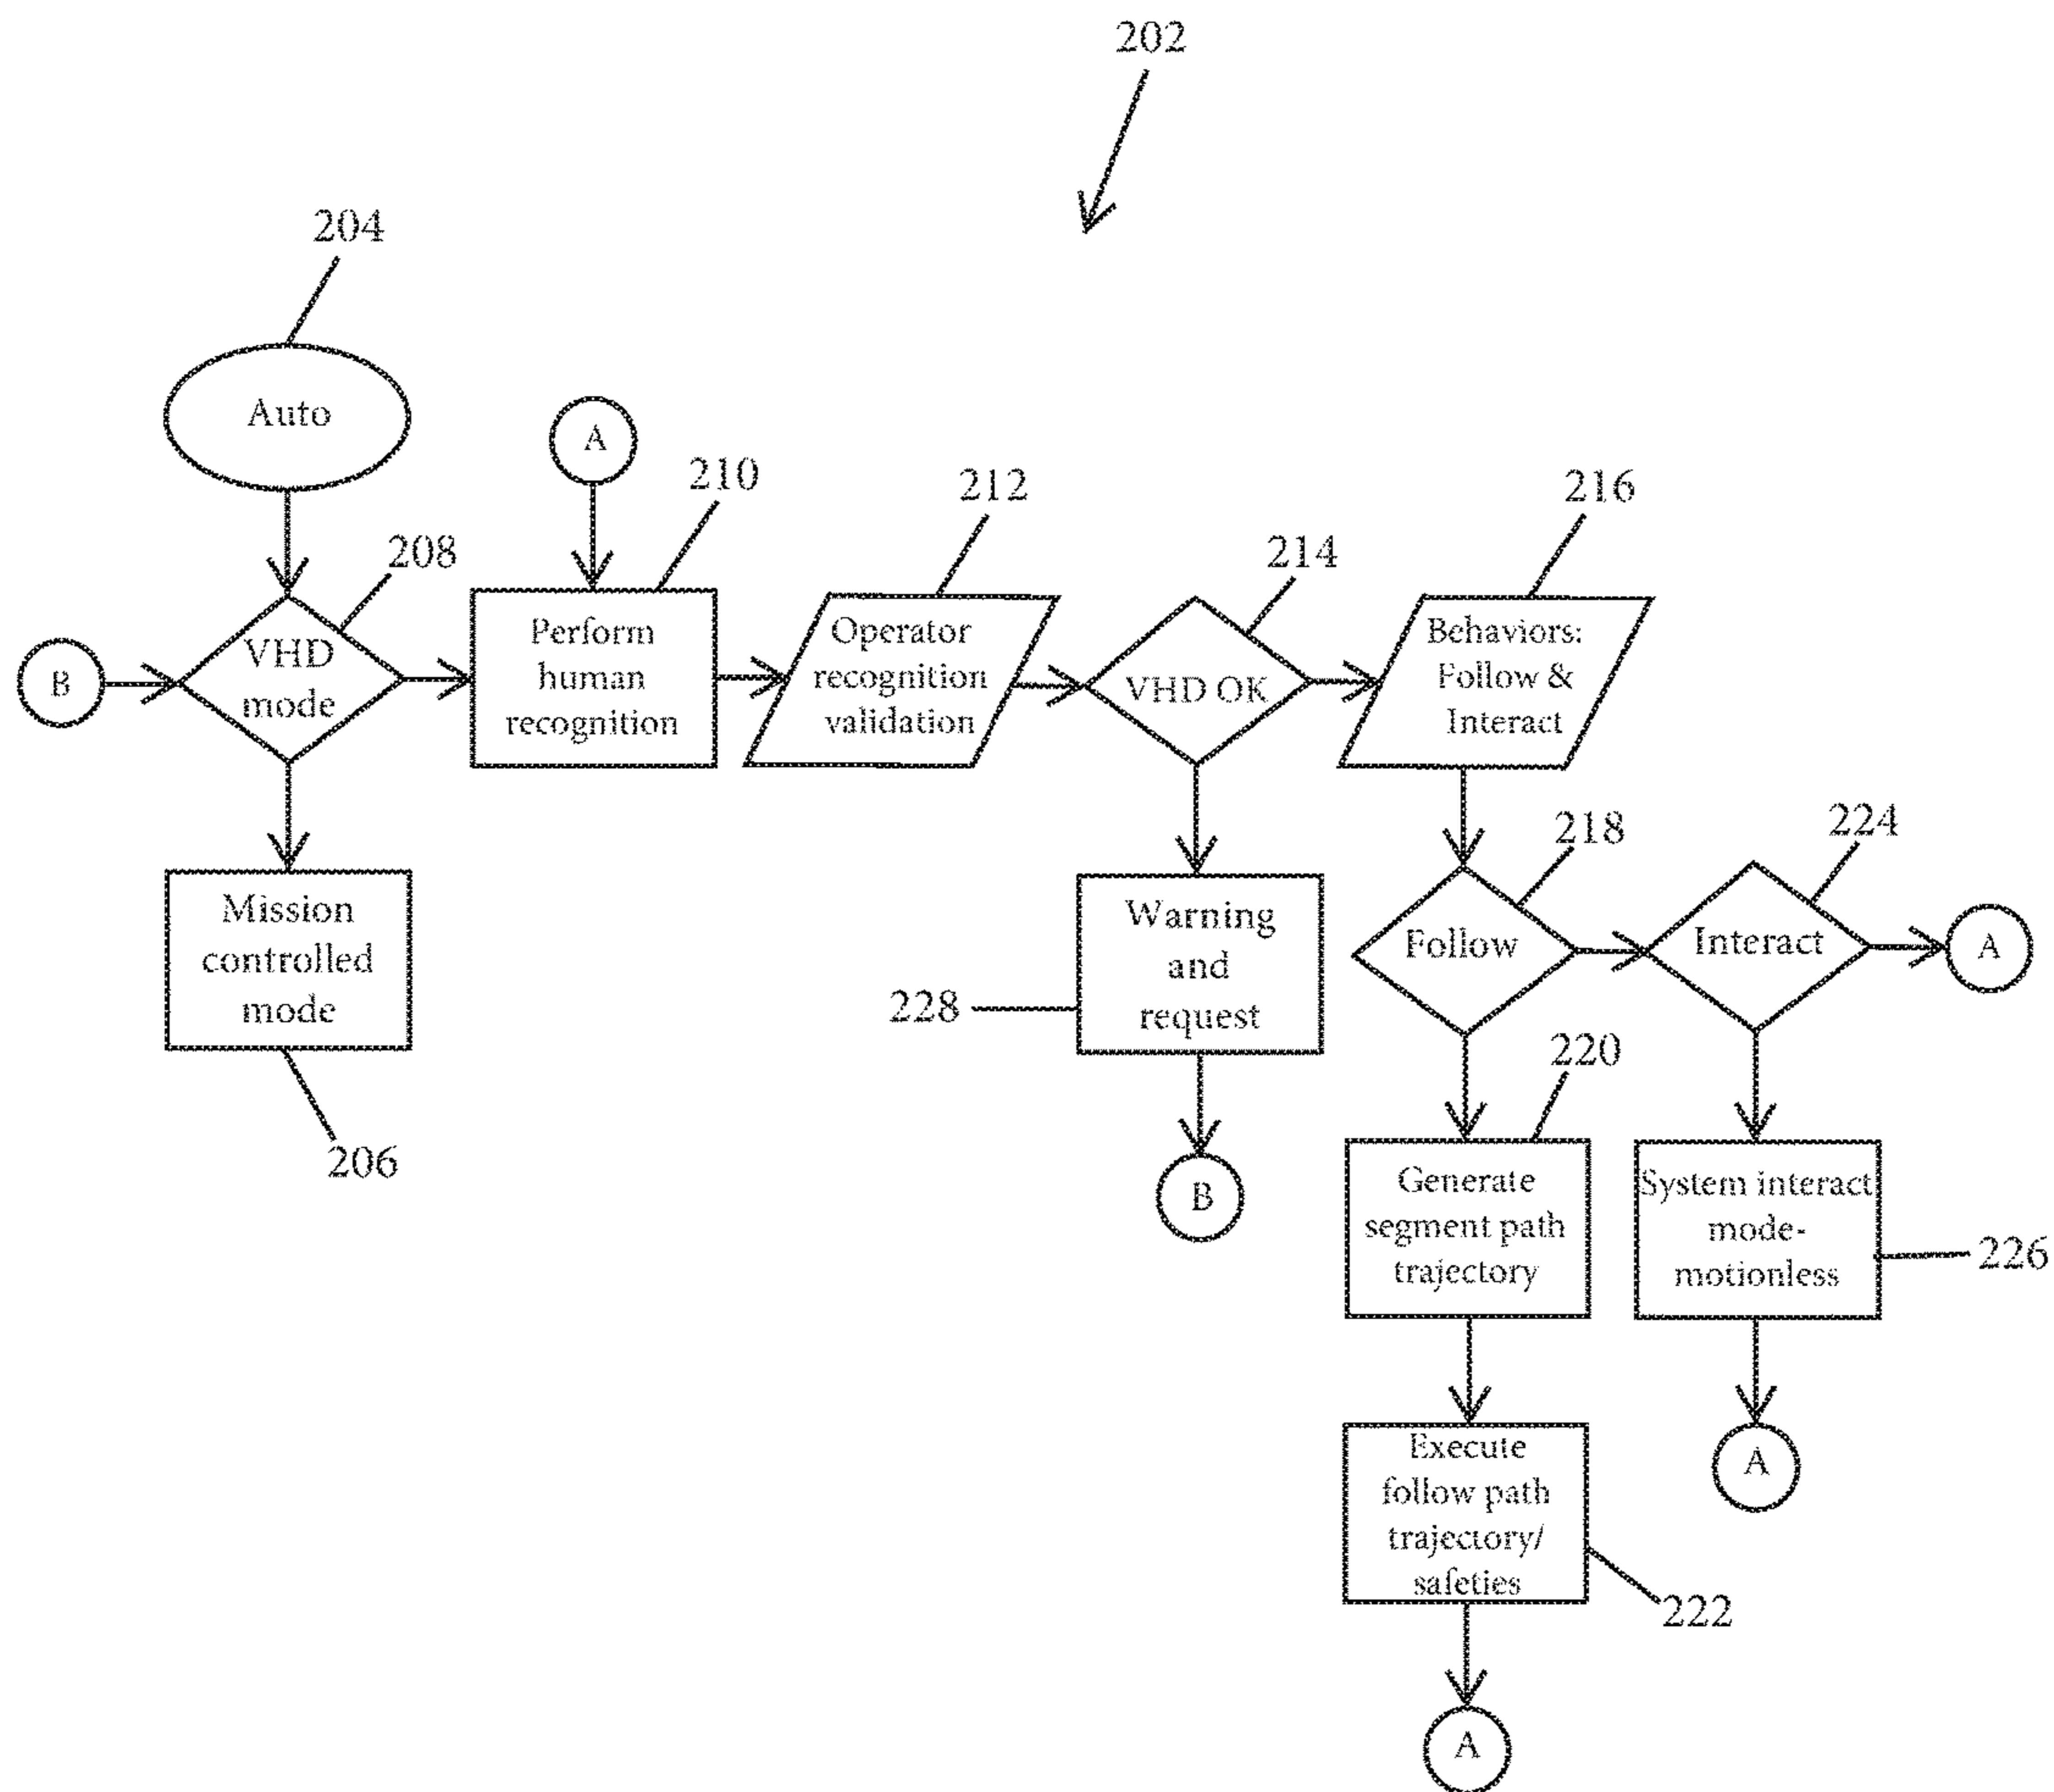 202
204
Auto
A
210
212
216
208
214
B
VHD
mode
Perform
human
recognition
Operator
recognition
validation
VHD OK
Behaviors:
Follow &
Interact
218
224
Mission
controlled
mode
206
Warning
and
request
228
B
Follow
Interact
A
220
Generate
segment path
trajectory
System interact
mode-
motionless
226
Execute
follow path
trajectory/
safeties
222
A
A